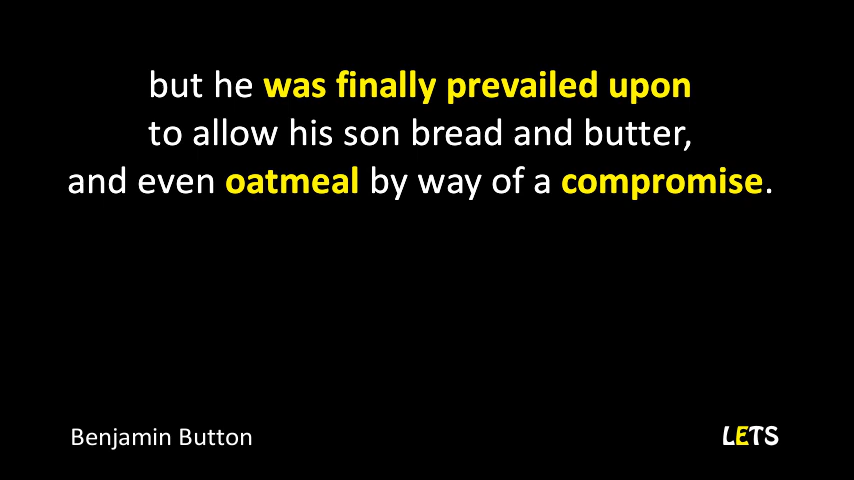 but he was finally prevailed upon
to allow his son bread and butter,
and even oatmeal by way of a compromise.
Benjamin Button
LETS